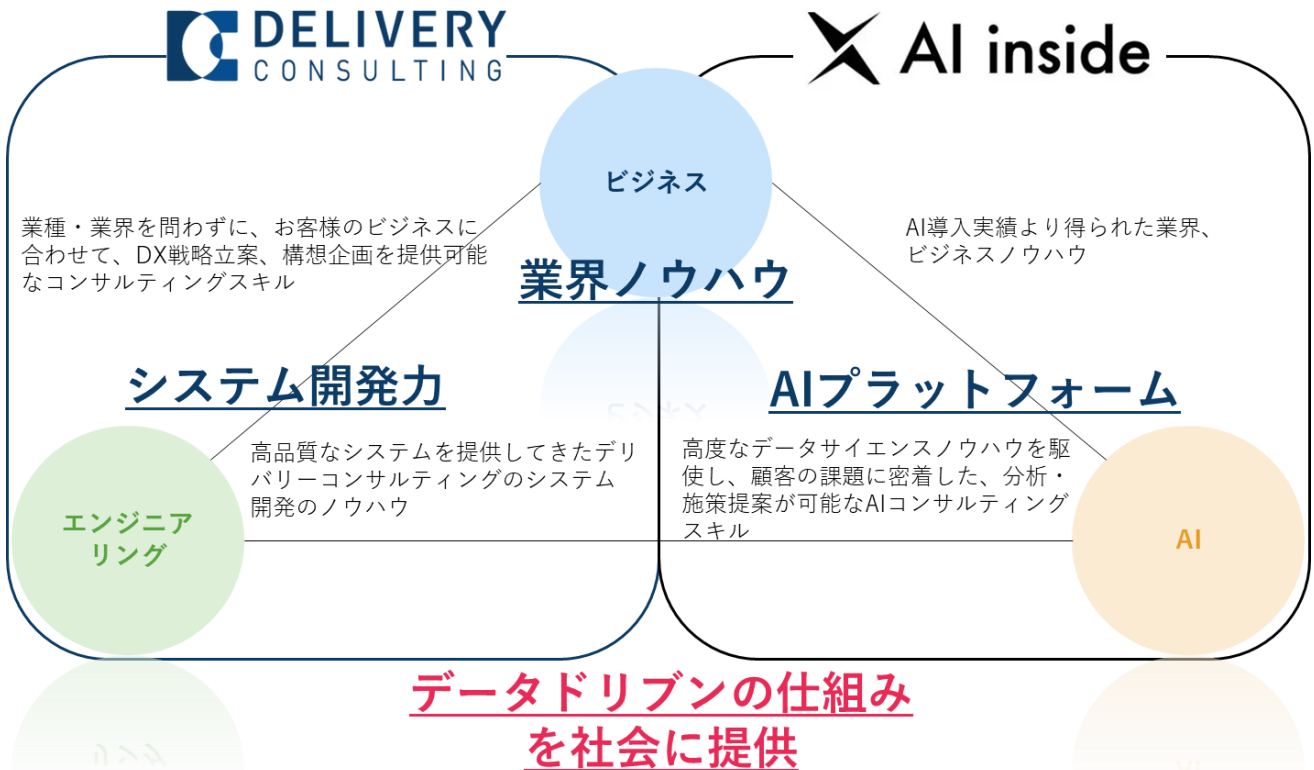 DELIVERY
CONSULTING
AI inside
ビジネス
業種・業界を問わずに、お客様のビジネスに
合わせて、DX戦略立案、構想企画を提供可能
なコンサルティングスキル
AI導入実績より得られた業界、
ビジネスノウハウ
業界ノウハウ
システム開発力
AIプラットフォーム
高品質なシステムを提供してきたデリ
バリーコンサルティングのシステム
開発のノウハウ
高度なデータサイエンスノウハウを駆
使し、顧客の課題に密着した、分析・
施策提案が可能なAIコンサルティング
スキル
エンジニア
リング
AI
データドリブンの仕組み
を社会に提供